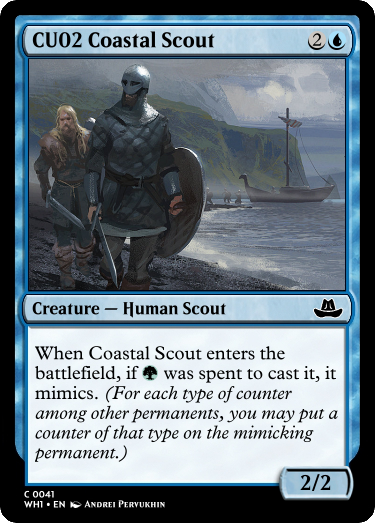 CU02 Coastal Scout 2
Creature — Human Scout
When Coastal Scout enters the
battlefield, if was spent to cast it, it
mimics. (For each type of counter
among other permanents, you may put a
counter of that type on the mimicking
permanent.)
2/2
C 0041
WH1 • EN Andrei Pervukhin